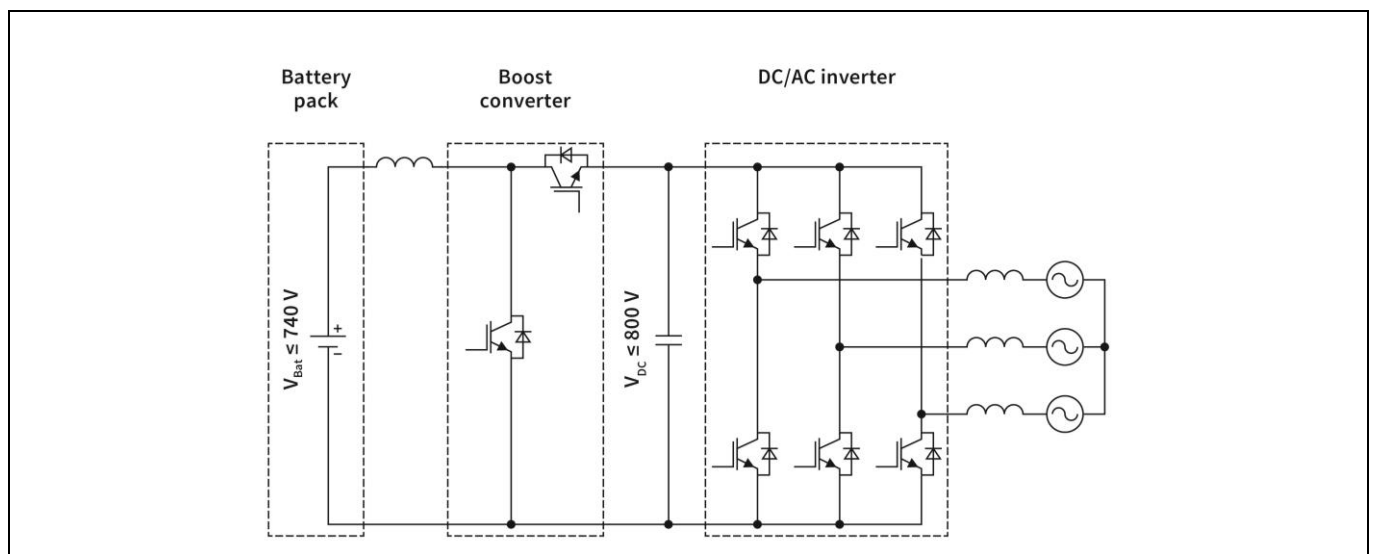 Battery
pack
Boost
converter
DC/AC inverter
V_Bat ≤ 740 V
+
–
V_DC ≤ 800 V